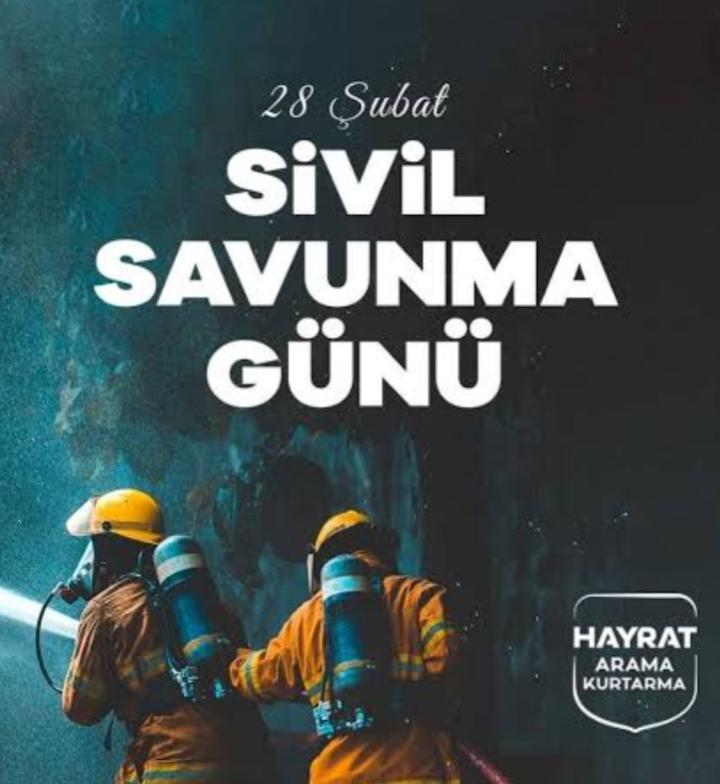 28 Şubat
SİVİL
SAVUNMA
GÜNÜ
HAYRAT
ARAMA
KURTARMA